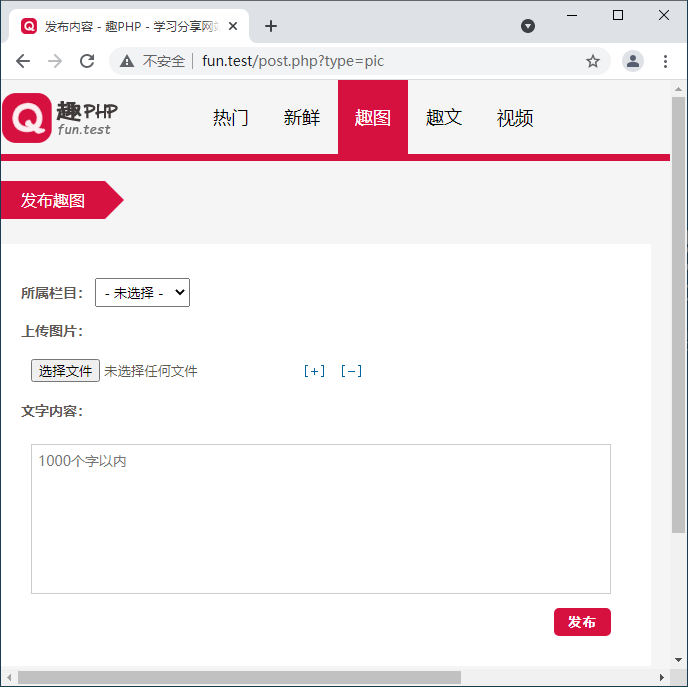 发布内容 - 趣PHP - 学习分享网站
不安全 | fun.test/post.php?type=pic
Q 趣PHP
fun.test
热门 新鲜 趣图 趣文 视频
发布趣图
所属栏目： - 未选择 -
上传图片：
选择文件 未选择任何文件 [+] [-]
文字内容：
1000个字以内
发布